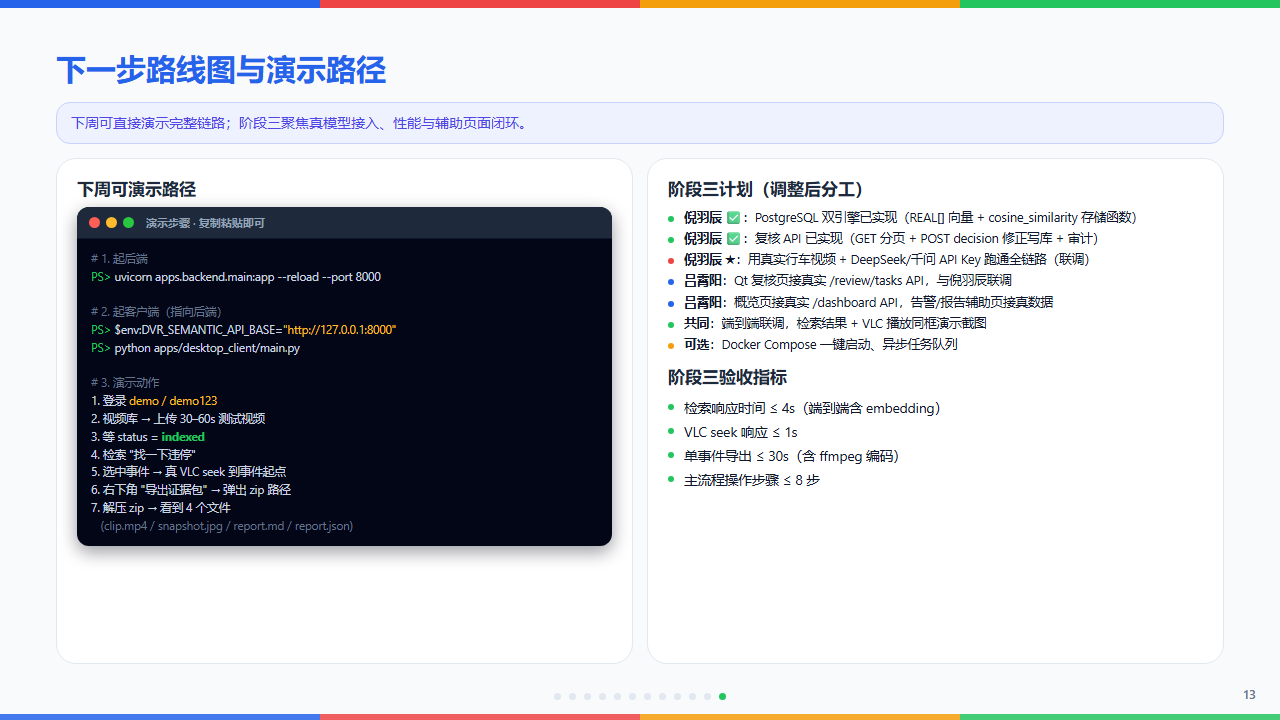 下一步路线图与演示路径
下周可直接演示完整链路；阶段三聚焦真模型接入、性能与辅助页面闭环。
下周可演示路径
演示步骤 · 复制粘贴即可
# 1. 起后端
PS> uvicorn apps.backend.main:app --reload --port 8000
# 2. 起客户端（指向后端）
PS> $env:DVR_SEMANTIC_API_BASE="http://127.0.0.1:8000"
PS> python apps/desktop_client/main.py
# 3. 演示动作
1. 登录 demo / demo123
2. 视频库 → 上传 30–60s 测试视频
3. 等 status = indexed
4. 检索 "找一下违停"
5. 选中事件 → 真 VLC seek 到事件起点
6. 右下角 "导出证据包" → 弹出 zip 路径
7. 解压 zip → 看到 4 个文件
(clip.mp4 / snapshot.jpg / report.md / report.json)
阶段三计划（调整后分工）
倪羽辰 ✅：PostgreSQL 双引擎已实现（REAL[] 向量 + cosine_similarity 存储函数）
倪羽辰 ✅：复核 API 已实现（GET 分页 + POST decision 修正写库 + 审计）
倪羽辰 ★：用真实行车视频 + DeepSeek/千问 API Key 跑通全链路（联调）
吕霄阳：Qt 复核页接真实 /review/tasks API，与倪羽辰联调
吕霄阳：概览页接真实 /dashboard API，告警/报告辅助页接真数据
共同：端到端联调，检索结果 + VLC 播放同框演示截图
可选：Docker Compose 一键启动、异步任务队列
阶段三验收指标
检索响应时间 ≤ 4s（端到端含 embedding）
VLC seek 响应 ≤ 1s
单事件导出 ≤ 30s（含 ffmpeg 编码）
主流程操作步骤 ≤ 8 步
13